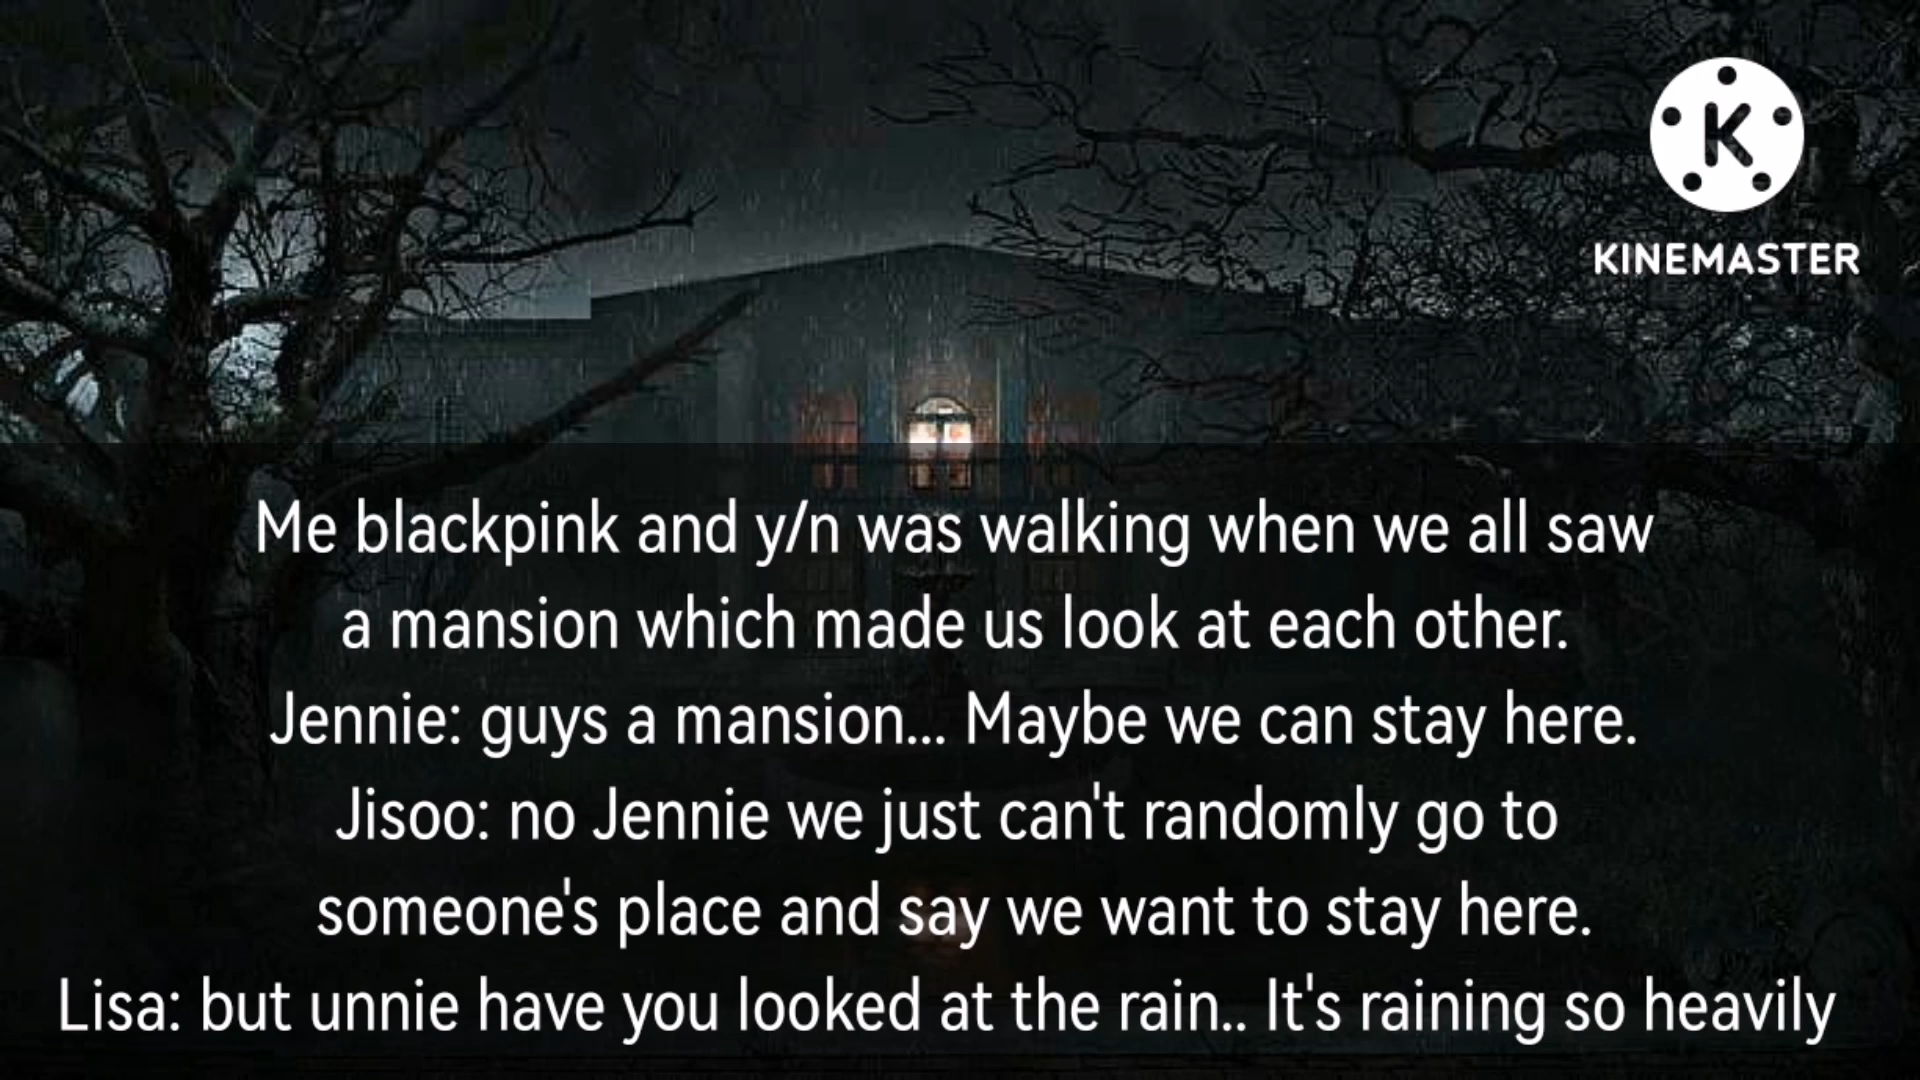 K
KINEMASTER
Me blackpink and y/n was walking when we all saw
a mansion which made us look at each other.
Jennie: guys a mansion... Maybe we can stay here.
Jisoo: no Jennie we just can't randomly go to
someone's place and say we want to stay here.
Lisa: but unnie have you looked at the rain.. It's raining so heavily